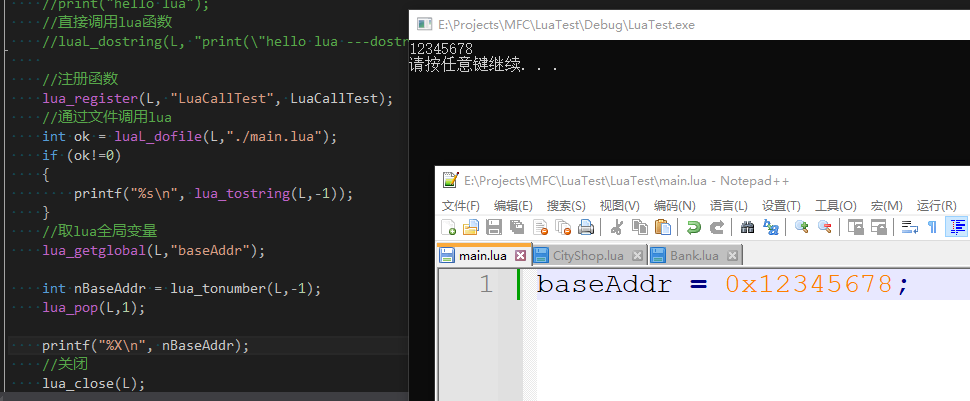 //print("hello lua");
//直接调用lua函数
//luaL_dostring(L, "print(\"hello lua ---dostr
//注册函数
lua_register(L, "LuaCallTest", LuaCallTest);
//通过文件调用lua
int ok = luaL_dofile(L,"./main.lua");
if (ok!=0)
{
printf("%s\n", lua_tostring(L,-1));
}
//取lua全局变量
lua_getglobal(L,"baseAddr");
int nBaseAddr = lua_tonumber(L,-1);
lua_pop(L,1);
printf("%X\n", nBaseAddr);
//关闭
lua_close(L);
E:\Projects\MFC\LuaTest\Debug\LuaTest.exe
12345678
请按任意键继续. . .
E:\Projects\MFC\LuaTest\LuaTest\main.lua - Notepad++
文件(F) 编辑(E) 搜索(S) 视图(V) 编码(N) 语言(L) 设置(T) 工具(O) 宏(M) 运行(R)
main.lua CityShop.lua Bank.lua
1 baseAddr = 0x12345678;